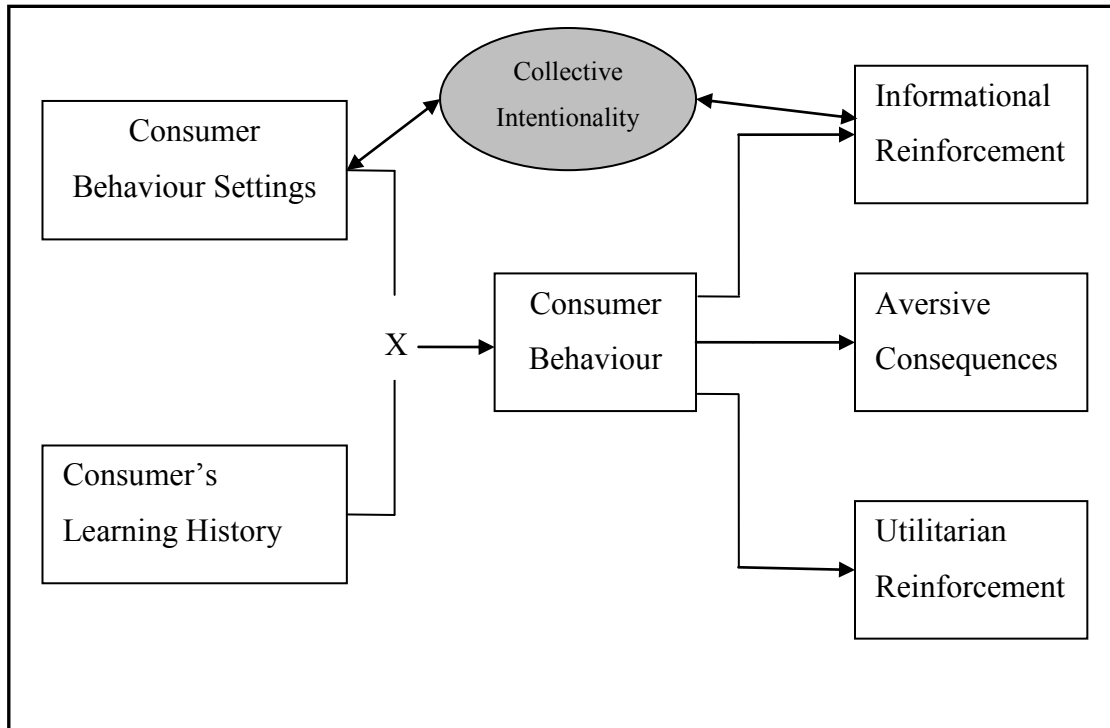 Collective
Intentionality
Consumer
Behaviour Settings
Informational
Reinforcement
X
Consumer
Behaviour
Aversive
Consequences
Consumer’s
Learning History
Utilitarian
Reinforcement